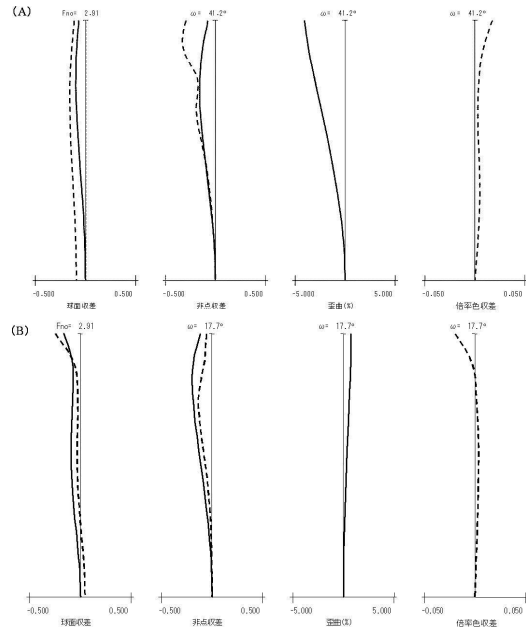 (A)
Fno= 2.91
ω= 41.2°
ω= 41.2°
ω= 41.2°
-0.500 0.500
-0.500 0.500
-5.000 5.000
-0.050 0.050
球面収差
非点収差
歪曲(%)
倍率色収差
(B)
Fno= 2.91
ω= 17.7°
ω= 17.7°
ω= 17.7°
-0.500 0.500
-0.500 0.500
-5.000 5.000
-0.050 0.050
球面収差
非点収差
歪曲(%)
倍率色収差